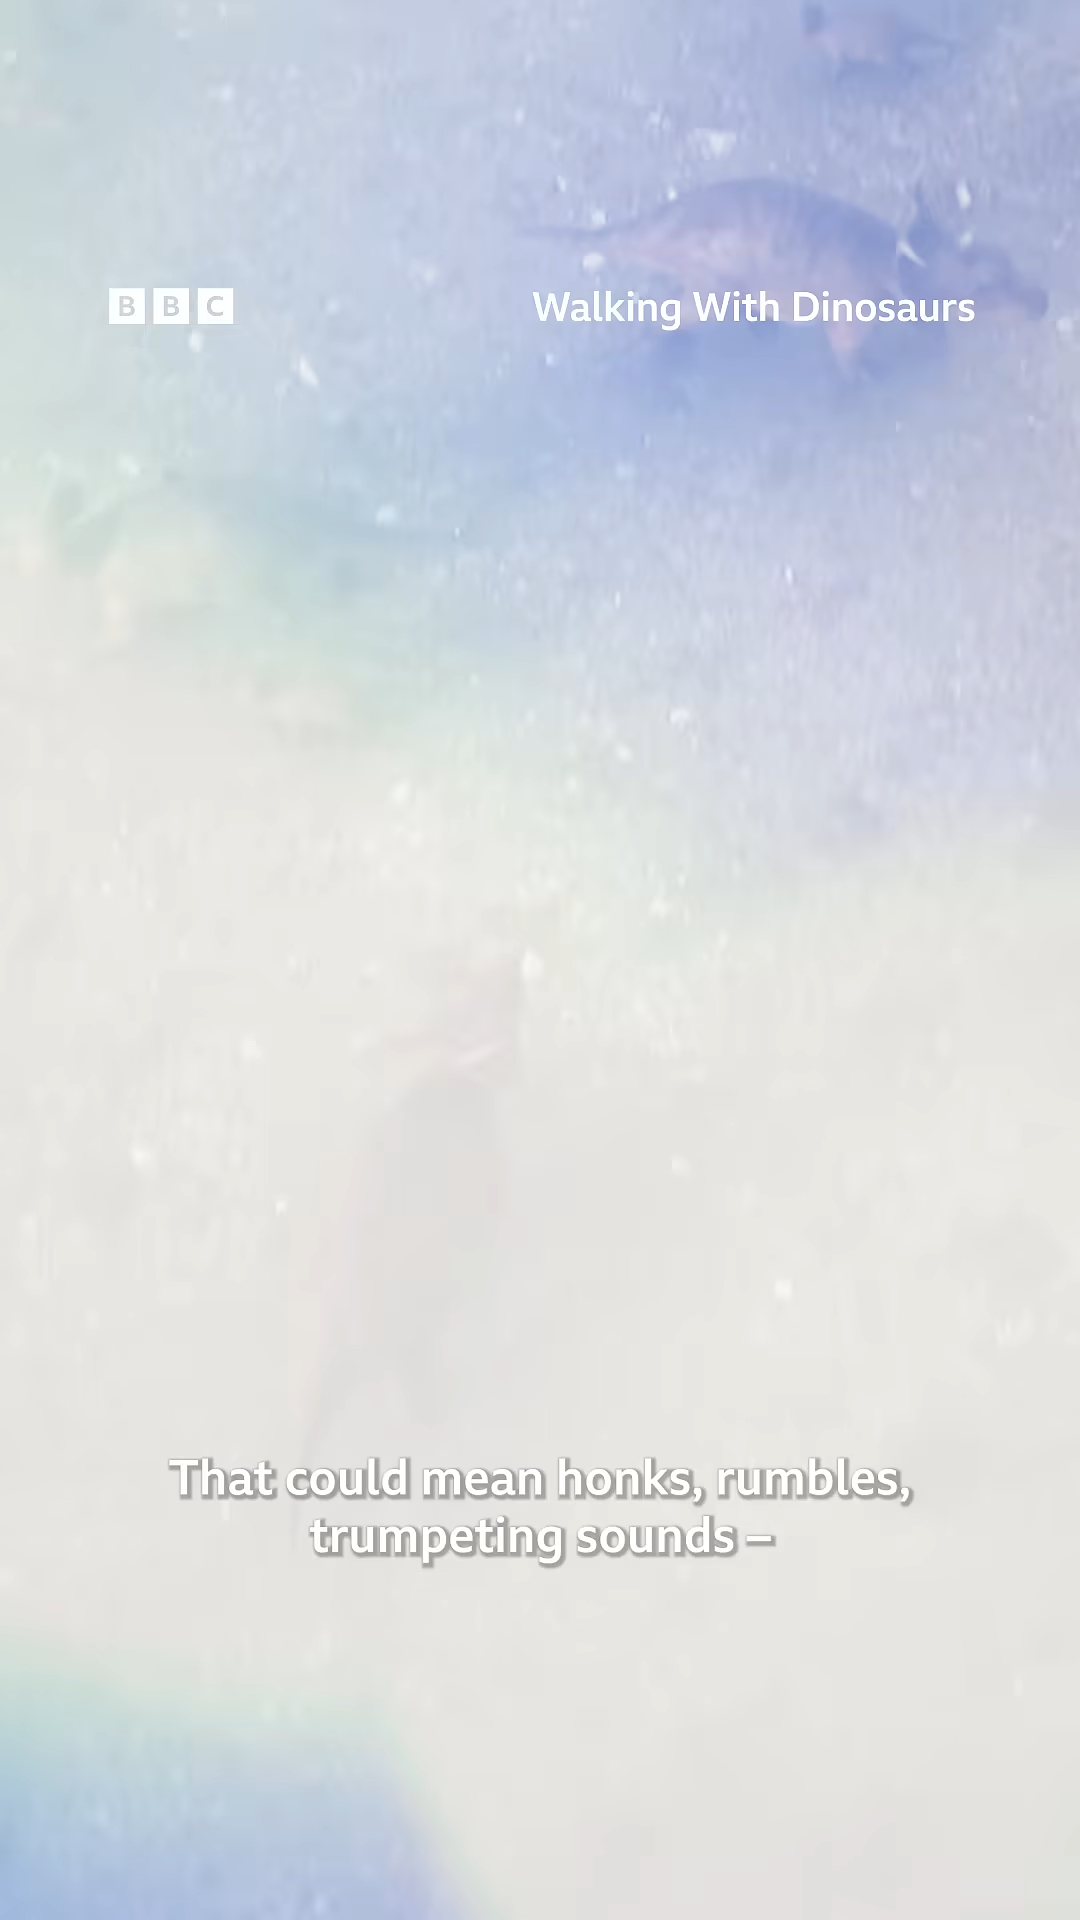 BBC
Walking With Dinosaurs
That could mean honks, rumbles,
trumpeting sounds –